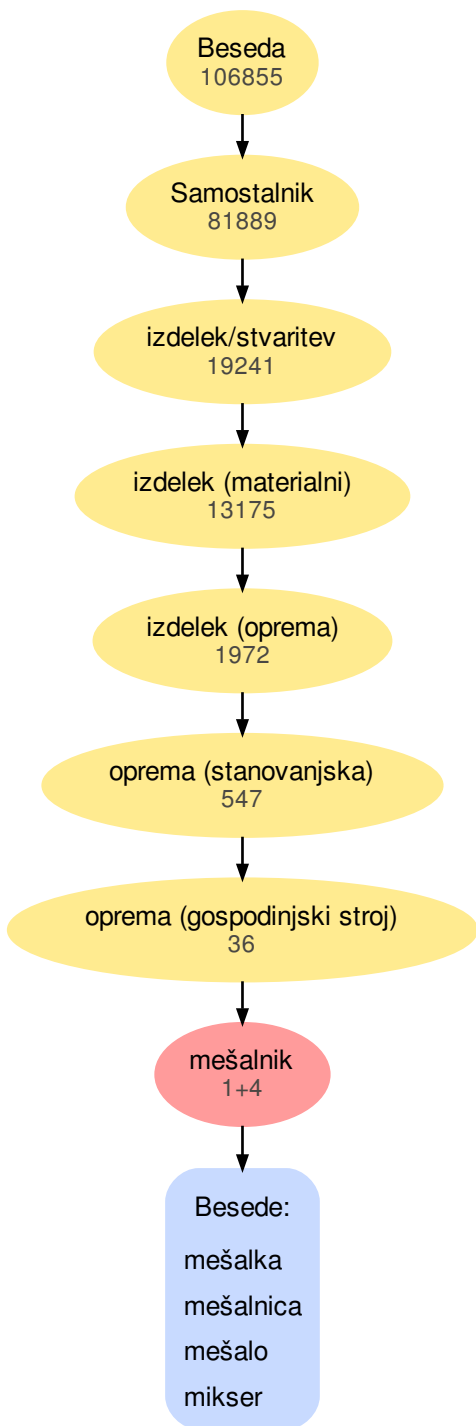 Beseda
106855
Samostalnik
81889
izdelek/stvaritev
19241
izdelek (materialni)
13175
izdelek (oprema)
1972
oprema (stanovanjska)
547
oprema (gospodinjski stroj)
36
mešalnik
1+4
Besede:
mešalka
mešalnica
mešalo
mikser